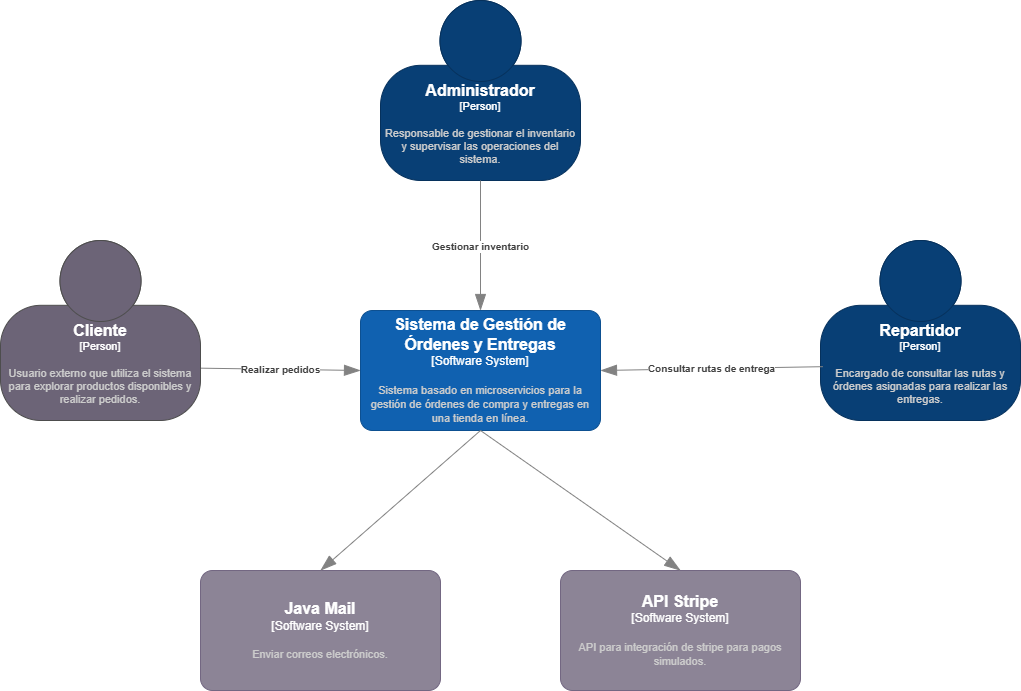 Administrador
[Person]
Responsable de gestionar el inventario
y supervisar las operaciones del
sistema.
Gestionar inventario
Cliente
[Person]
Usuario externo que utiliza el sistema
para explorar productos disponibles y
realizar pedidos.
Realizar pedidos
Sistema de Gestión de
Órdenes y Entregas
[Software System]
Sistema basado en microservicios para la
gestión de órdenes de compra y entregas en
una tienda en línea.
Consultar rutas de entrega
Repartidor
[Person]
Encargado de consultar las rutas y
órdenes asignadas para realizar las
entregas.
Java Mail
[Software System]
Enviar correos electrónicos.
API Stripe
[Software System]
API para integración de stripe para pagos
simulados.